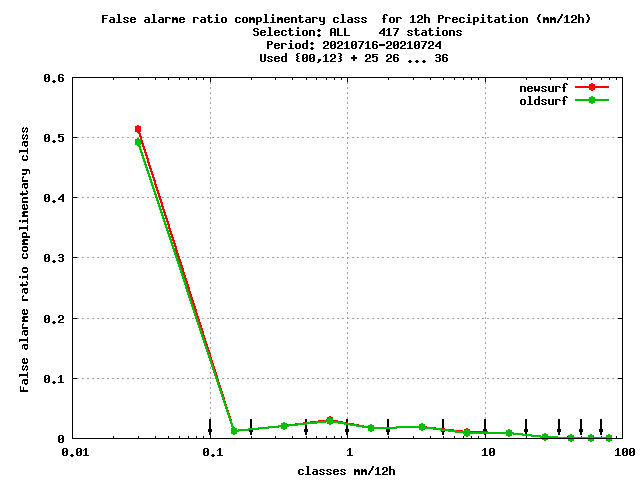 False alarme ratio complimentary class  for 12h Precipitation (mm/12h)
Selection: ALL    417 stations
Period: 20210716-20210724
Used {00,12} + 25 26 ... 36
newsurf
oldsurf
False alarme ratio complimentary class
0.6
0.5
0.4
0.3
0.2
0.1
0
0.01
0.1
1
10
100
classes mm/12h